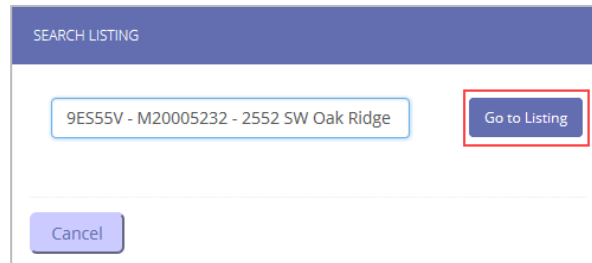 SEARCH LISTING
9ES55V - M20005232 - 2552 SW Oak Ridge
Go to Listing
Cancel